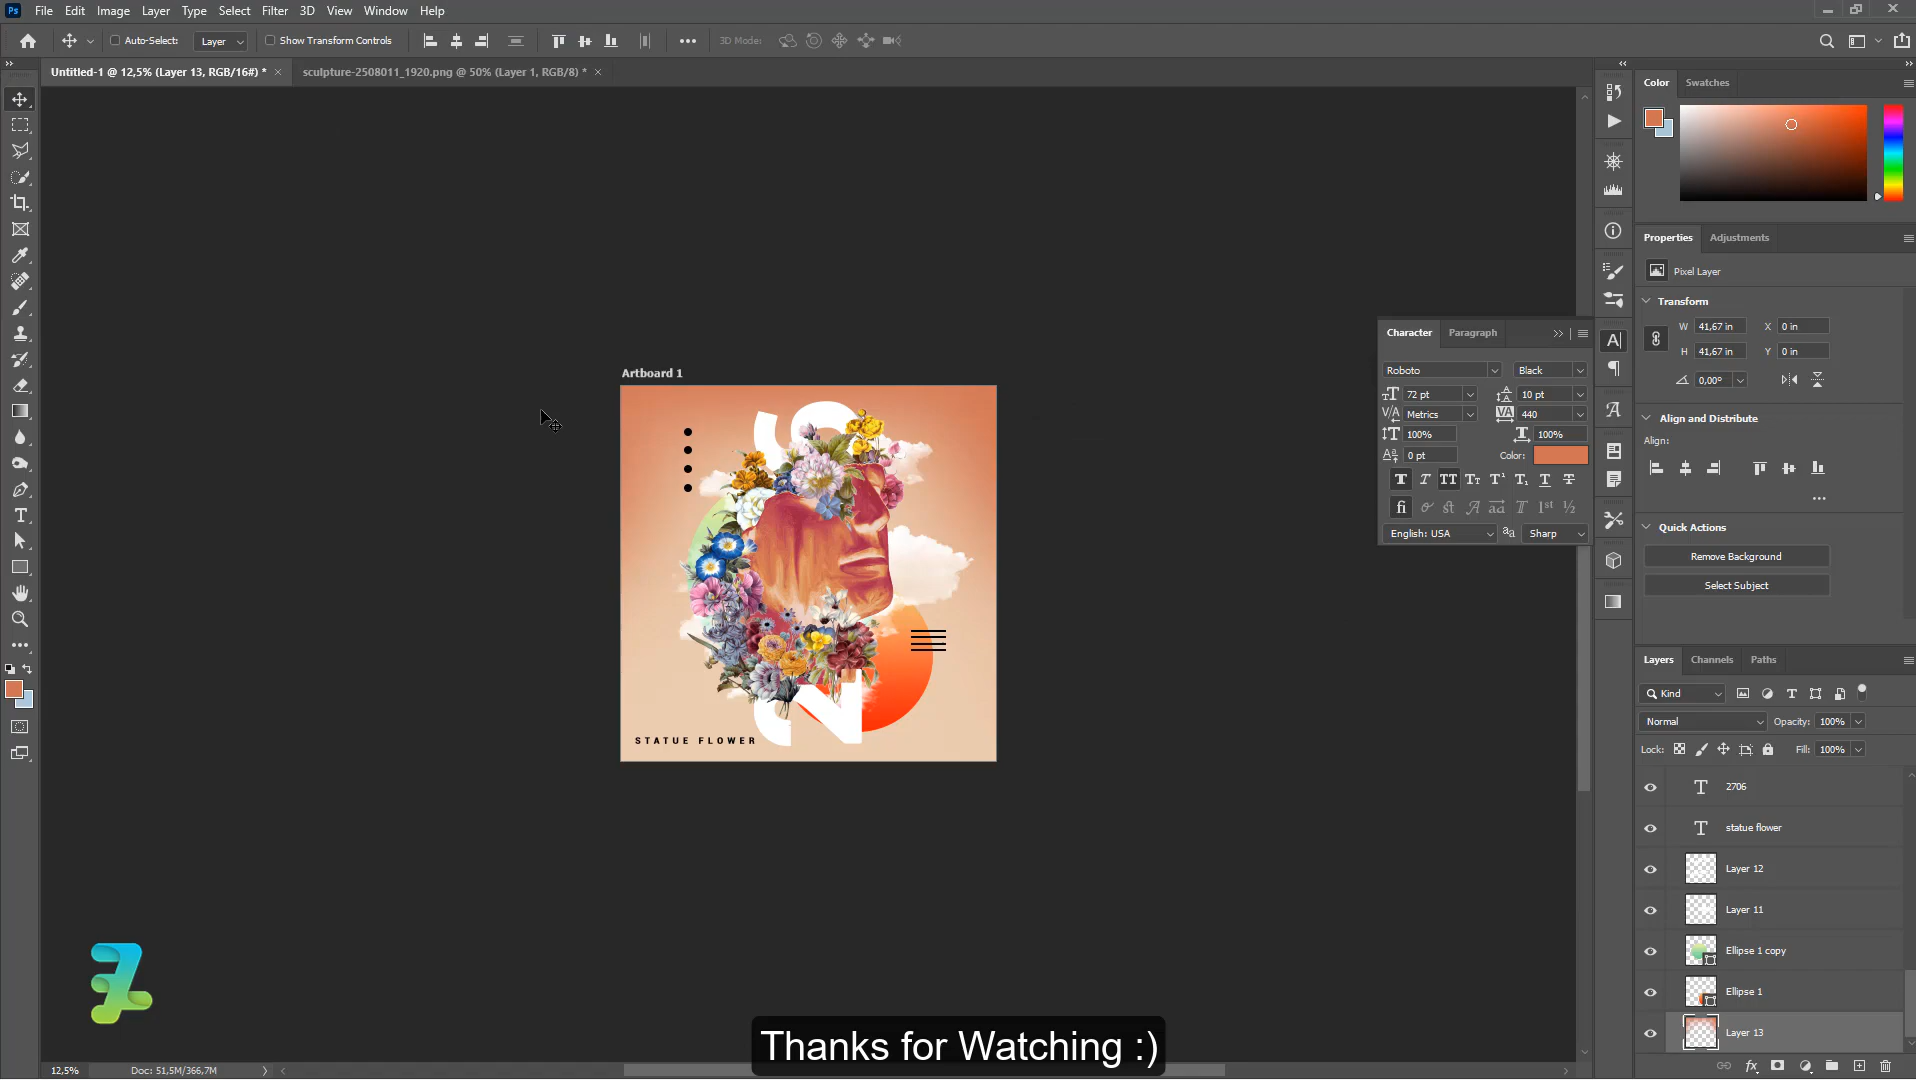 Ps File Edit Image Layer Type Select Filter 3D View Window Help
Auto-Select: Layer Show Transform Controls 3D Mode:
Untitled-1 @ 12,5% (Layer 13, RGB/16#) * × sculpture-2508011_1920.png @ 50% (Layer 1, RGB/8) * ×
Color Swatches
Properties Adjustments
Pixel Layer
Transform
W 41,67 in X 0 in
H 41,67 in Y 0 in
0,00°
Align and Distribute
Align:
Quick Actions
Remove Background
Select Subject
Character Paragraph
Roboto Black
72 pt 10 pt
Metrics 440
100% 100%
0 pt Color:
English: USA Sharp
Artboard 1
STATUE FLOWER
Layers Channels Paths
Kind
Normal Opacity: 100%
Lock: Fill: 100%
2706
statue flower
Layer 12
Layer 11
Ellipse 1 copy
Ellipse 1
Layer 13
Thanks for Watching :)
12,5% Doc: 51,5M/366,7M